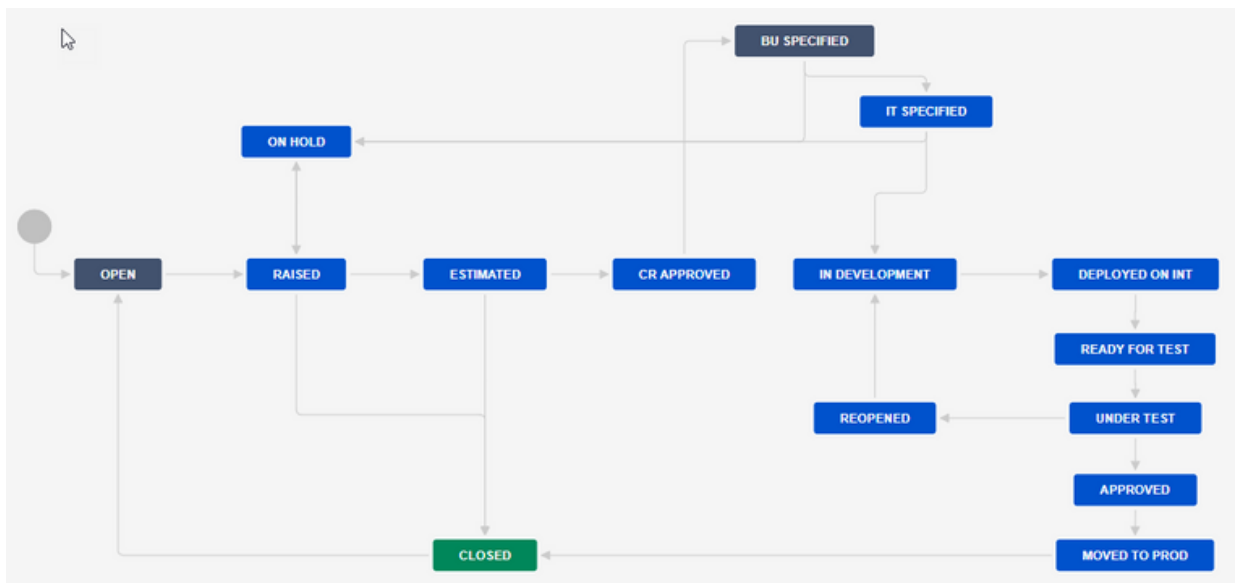 BU SPECIFIED
IT SPECIFIED
ON HOLD
OPEN
RAISED
ESTIMATED
CR APPROVED
IN DEVELOPMENT
DEPLOYED ON INT
READY FOR TEST
REOPENED
UNDER TEST
APPROVED
CLOSED
MOVED TO PROD